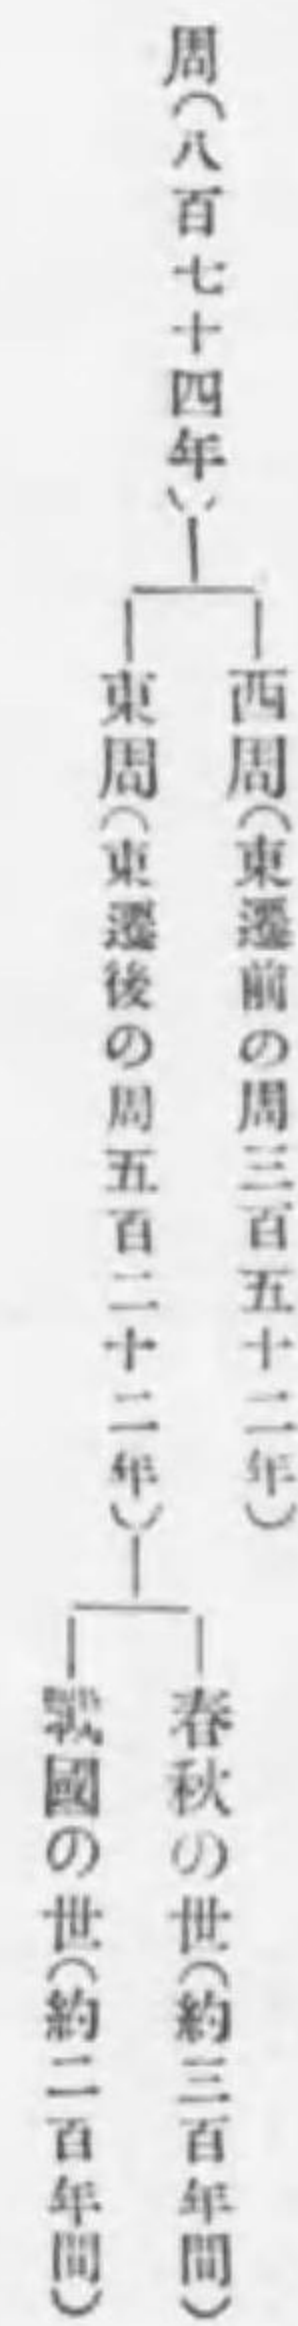 周(八百七十四年)
西周(東遷前の周三百五十二年)
東周(東遷後の周五百二十二年)
春秋の世(約三百年間)
戰國の世(約二百年間)